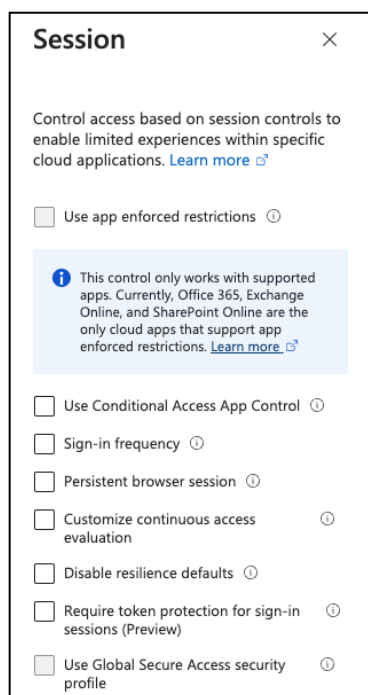 Session
Control access based on session controls to
enable limited experiences within specific
cloud applications. Learn more
Use app enforced restrictions
This control only works with supported
apps. Currently, Office 365, Exchange
Online, and SharePoint Online are the
only cloud apps that support app
enforced restrictions. Learn more
Use Conditional Access App Control
Sign-in frequency
Persistent browser session
Customize continuous access
evaluation
Disable resilience defaults
Require token protection for sign-in
sessions (Preview)
Use Global Secure Access security
profile